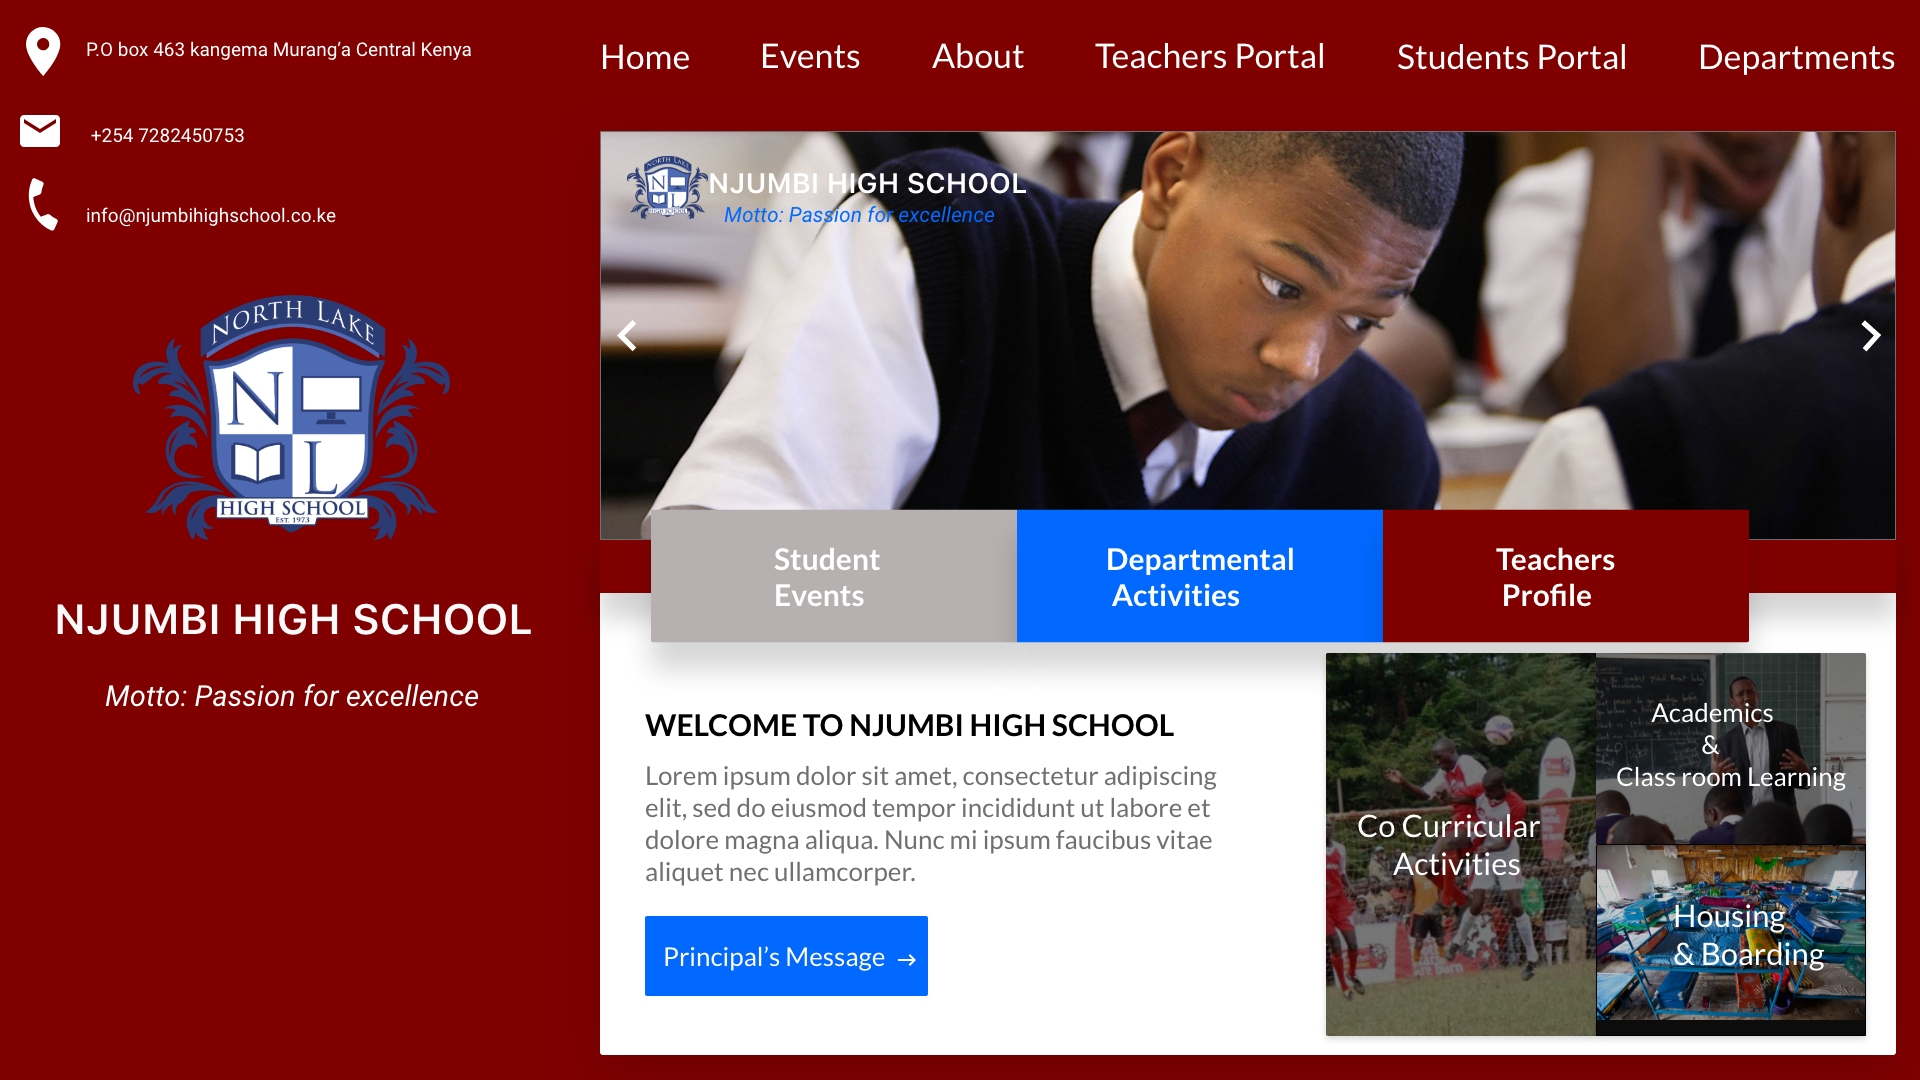 P.O box 463 kangema Murang’a Central Kenya
+254 7282450753
info@njumbihighschool.co.ke
NORTH LAKE
N
L
HIGH SCHOOL
EST. 1973
NJUMBI HIGH SCHOOL
Motto: Passion for excellence
Home
Events
About
Teachers Portal
Students Portal
Departments
NORTH LAKE
N
L
HIGH SCHOOL
NJUMBI HIGH SCHOOL
Motto: Passion for excellence
Student
Events
Departmental
Activities
Teachers
Profile
WELCOME TO NJUMBI HIGH SCHOOL
Lorem ipsum dolor sit amet, consectetur adipiscing
elit, sed do eiusmod tempor incididunt ut labore et
dolore magna aliqua. Nunc mi ipsum faucibus vitae
aliquet nec ullamcorper.
Principal’s Message →
Co Curricular
Activities
Academics
&
Class room Learning
Housing
& Boarding